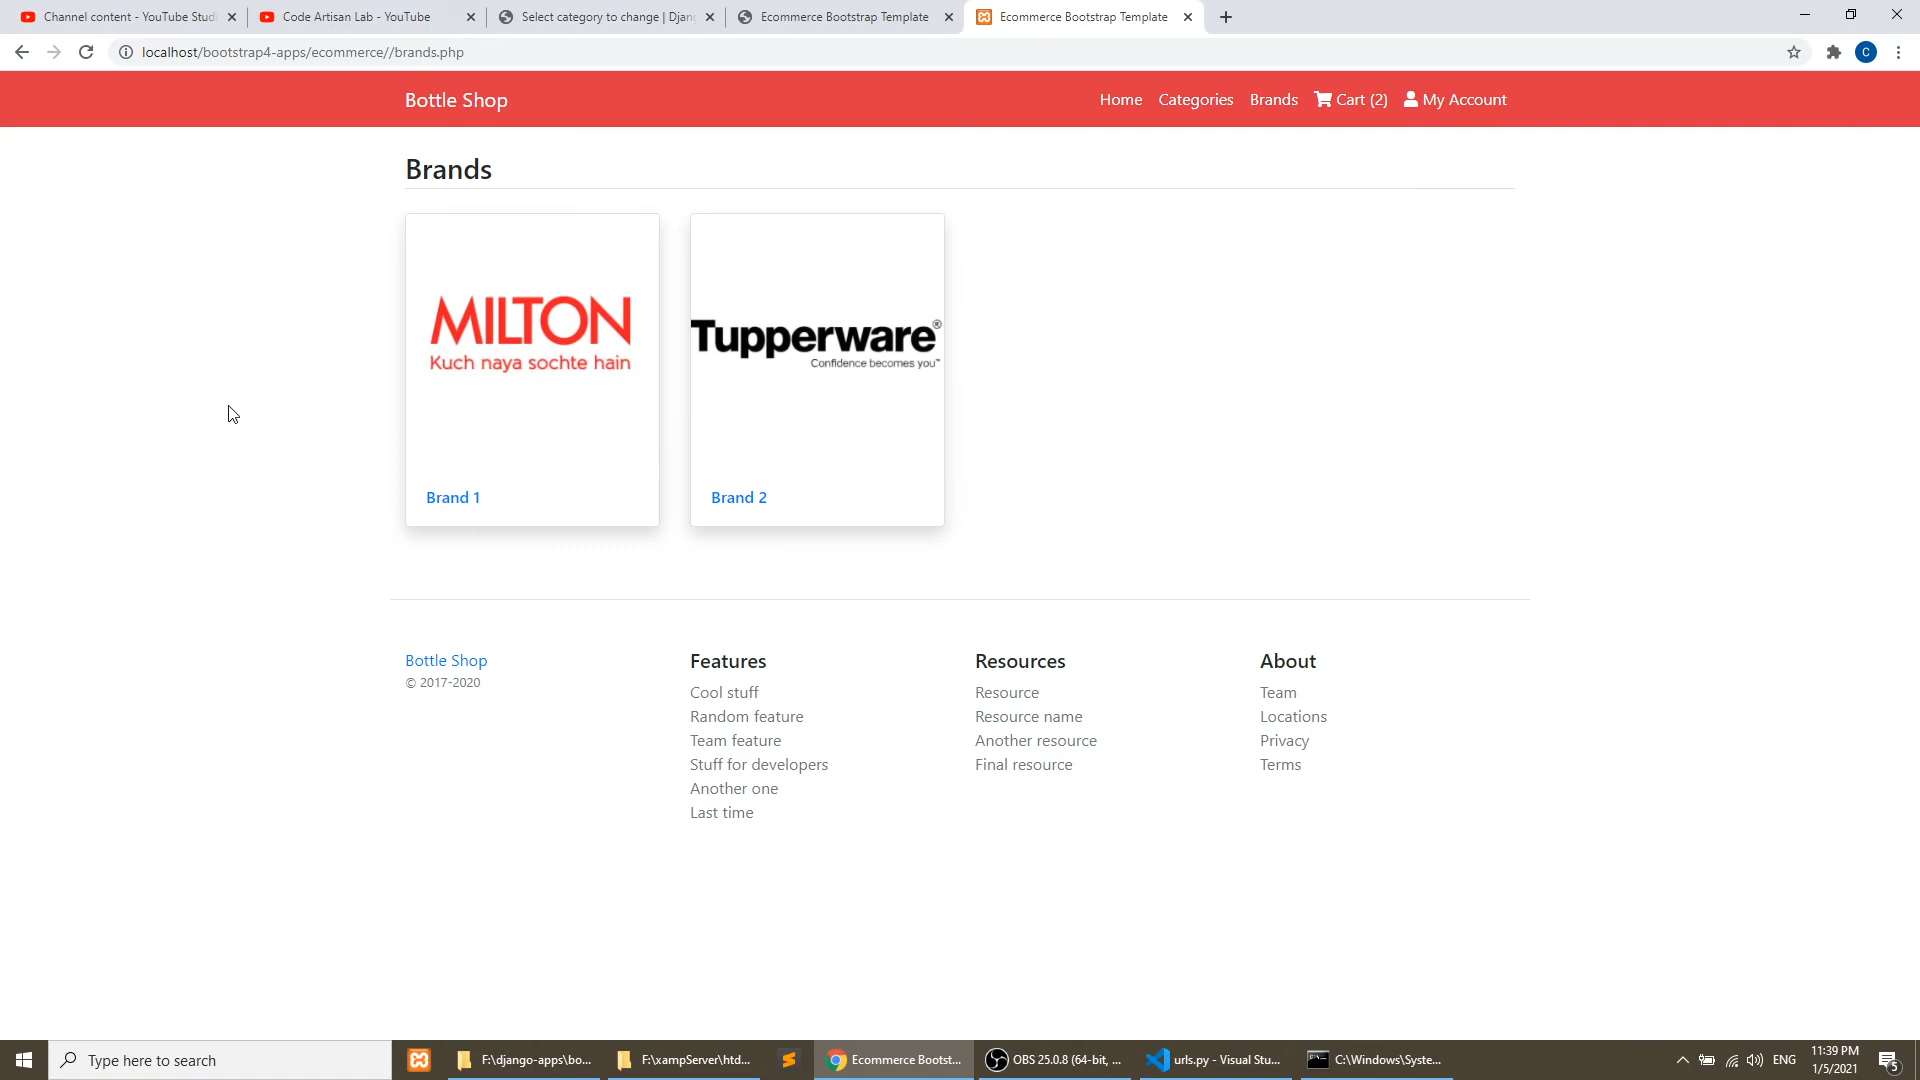 Channel content - YouTube Studi
Code Artisan Lab - YouTube
Select category to change | Djan
Ecommerce Bootstrap Template
Ecommerce Bootstrap Template
localhost/bootstrap4-apps/ecommerce//brands.php
C
Bottle Shop
Home
Categories
Brands
Cart (2)
My Account
Brands
MILTON
Kuch naya sochte hain
Brand 1
Tupperware®
Confidence becomes you™
Brand 2
Bottle Shop
© 2017-2020
Features
Cool stuff
Random feature
Team feature
Stuff for developers
Another one
Last time
Resources
Resource
Resource name
Another resource
Final resource
About
Team
Locations
Privacy
Terms
Type here to search
F:\django-apps\bo...
F:\xampServer\htd...
Ecommerce Bootst...
OBS 25.0.8 (64-bit, ...
urls.py - Visual Stu...
C:\Windows\Syste...
ENG
11:39 PM
1/5/2021
5